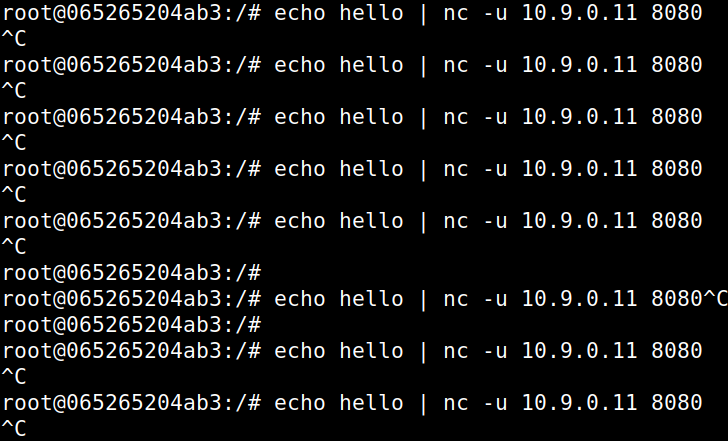 root@065265204ab3:/# echo hello | nc -u 10.9.0.11 8080
^C
root@065265204ab3:/# echo hello | nc -u 10.9.0.11 8080
^C
root@065265204ab3:/# echo hello | nc -u 10.9.0.11 8080
^C
root@065265204ab3:/# echo hello | nc -u 10.9.0.11 8080
^C
root@065265204ab3:/# echo hello | nc -u 10.9.0.11 8080
^C
root@065265204ab3:/#
root@065265204ab3:/# echo hello | nc -u 10.9.0.11 8080^C
root@065265204ab3:/#
root@065265204ab3:/# echo hello | nc -u 10.9.0.11 8080
^C
root@065265204ab3:/# echo hello | nc -u 10.9.0.11 8080
^C